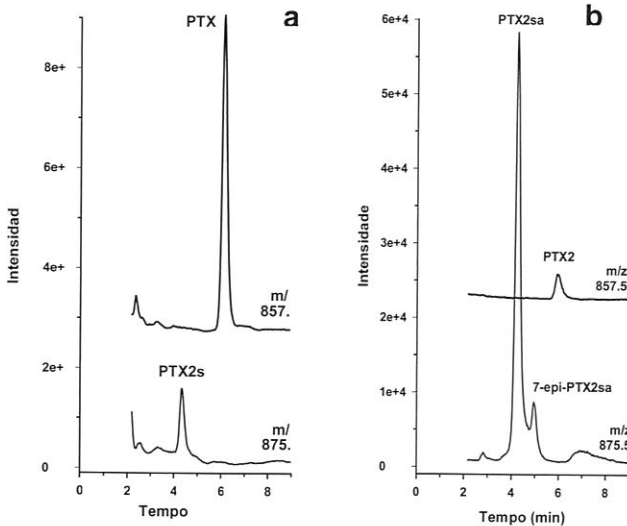 a
PTX
8e+
6e+
4e+
2e+
0
Intensidad
m/
857.
PTX2s
m/
875.
0 2 4 6 8
Tempo
b
PTX2sa
6e+4
5e+4
4e+4
3e+4
2e+4
1e+4
0
Intensidade
PTX2
m/z
857.5
7-epi-PTX2sa
m/z
875.5
0 2 4 6 8
Tempo (min)